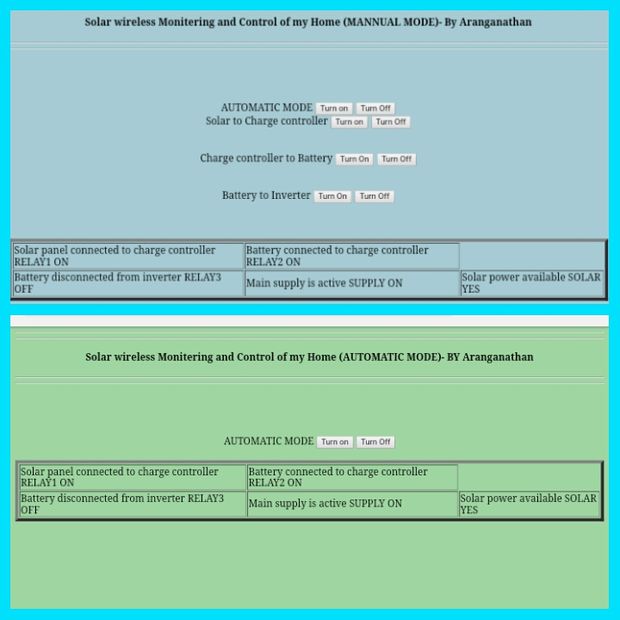 Solar wireless Monitering and Control of my Home (MANNUAL MODE)- By Aranganathan
AUTOMATIC MODE Turn on Turn Off
Solar to Charge controller Turn on Turn Off
Charge controller to Battery Turn On Turn Off
Battery to Inverter Turn On Turn Off
Solar panel connected to charge controller
RELAY1 ON
Battery connected to charge controller
RELAY2 ON
Battery disconnected from inverter RELAY3
OFF
Main supply is active SUPPLY ON
Solar power available SOLAR
YES
Solar wireless Monitering and Control of my Home (AUTOMATIC MODE)- BY Aranganathan
AUTOMATIC MODE Turn on Turn Off
Solar panel connected to charge controller
RELAY1 ON
Battery connected to charge controller
RELAY2 ON
Battery disconnected from inverter RELAY3
OFF
Main supply is active SUPPLY ON
Solar power available SOLAR
YES